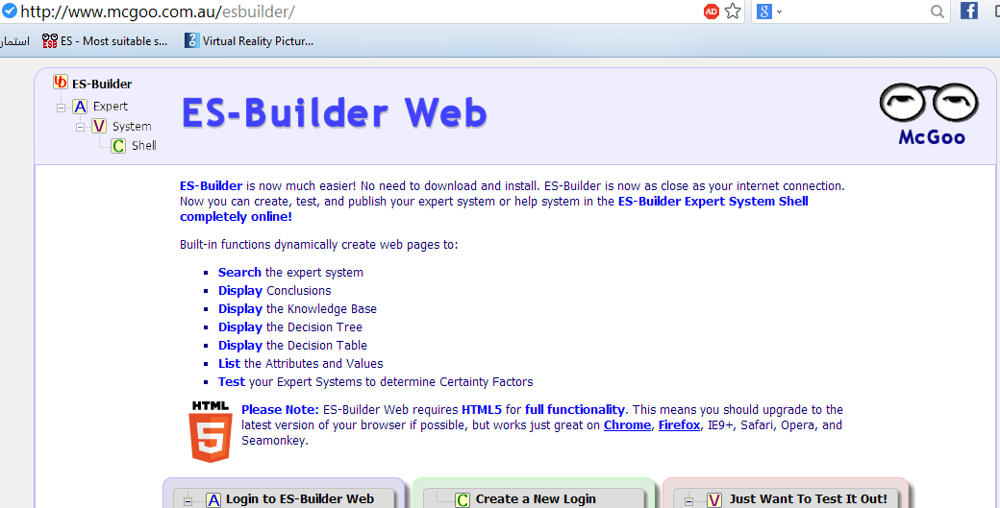 http://www.mcgoo.com.au/esbuilder/
AD
8
استمار
ES - Most suitable s...
Virtual Reality Pictur...
ES-Builder
A Expert
V System
C Shell
ES-Builder Web
McGoo
ES-Builder is now much easier! No need to download and install. ES-Builder is now as close as your internet connection.
Now you can create, test, and publish your expert system or help system in the ES-Builder Expert System Shell
completely online!
Built-in functions dynamically create web pages to:
Search the expert system
Display Conclusions
Display the Knowledge Base
Display the Decision Tree
Display the Decision Table
List the Attributes and Values
Test your Expert Systems to determine Certainty Factors
HTML
5
Please Note: ES-Builder Web requires HTML5 for full functionality. This means you should upgrade to the
latest version of your browser if possible, but works just great on Chrome, Firefox, IE9+, Safari, Opera, and
Seamonkey.
A Login to ES-Builder Web
C Create a New Login
V Just Want To Test It Out!